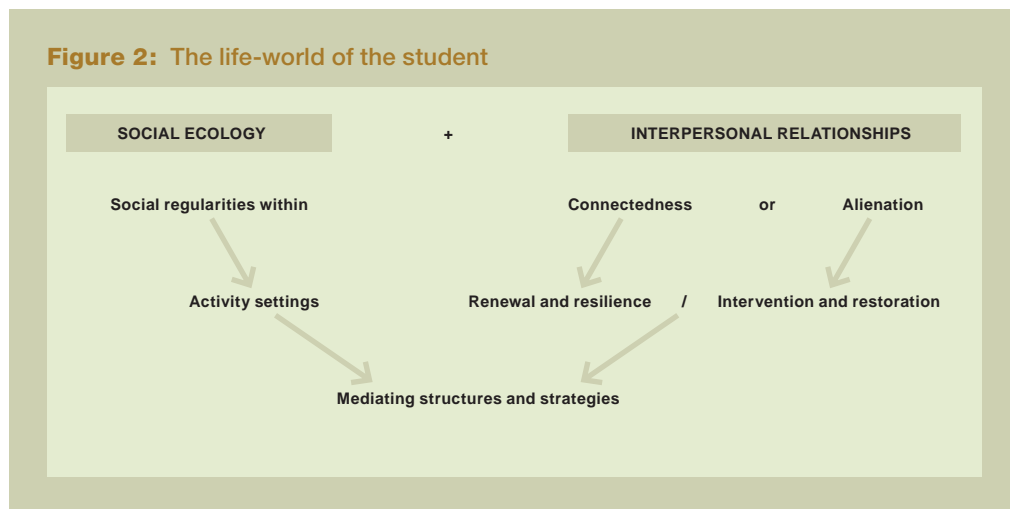 Figure 2: The life-world of the student
SOCIAL ECOLOGY + INTERPERSONAL RELATIONSHIPS
Social regularities within Connectedness or Alienation
Activity settings Renewal and resilience / Intervention and restoration
Mediating structures and strategies